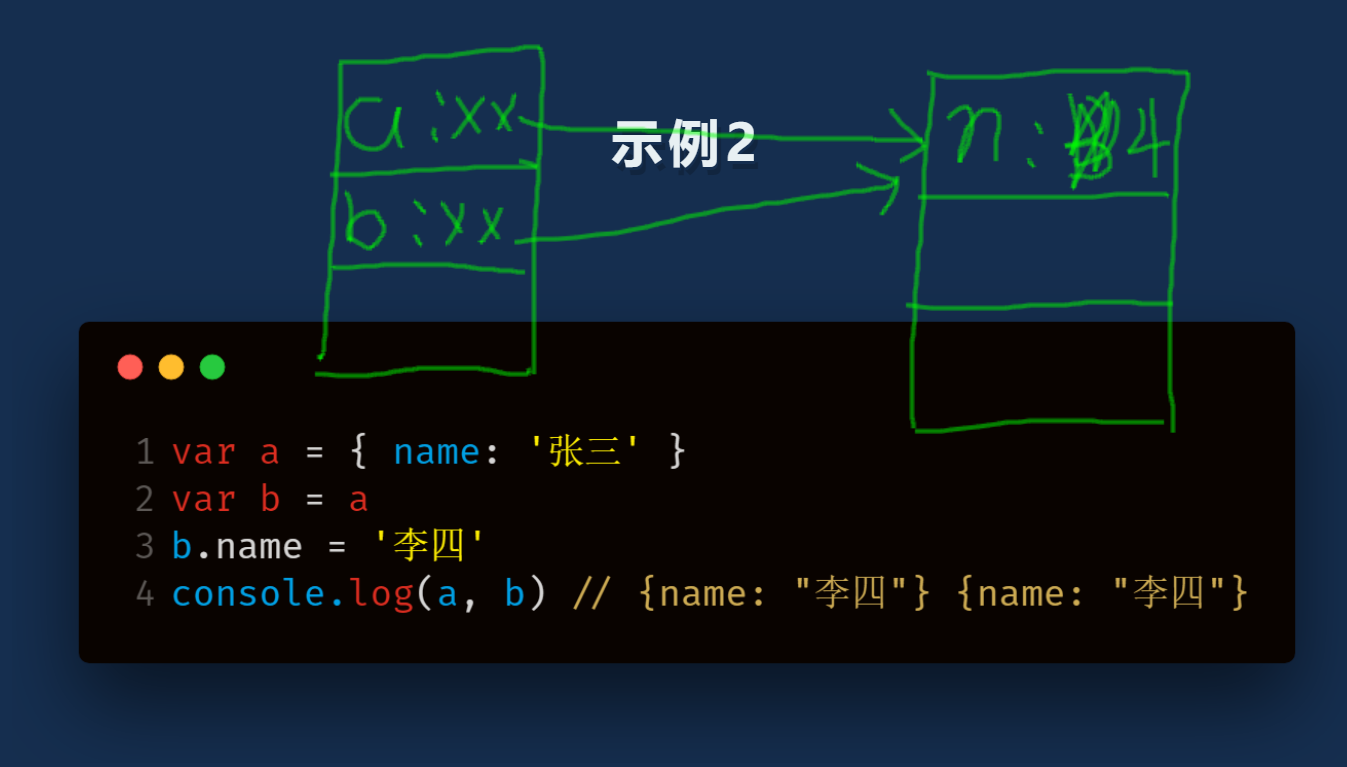 a:xx
示例2
n: 4
b:xx
1 var a = { name: '张三' }
2 var b = a
3 b.name = '李四'
4 console.log(a, b) // {name: "李四"} {name: "李四"}